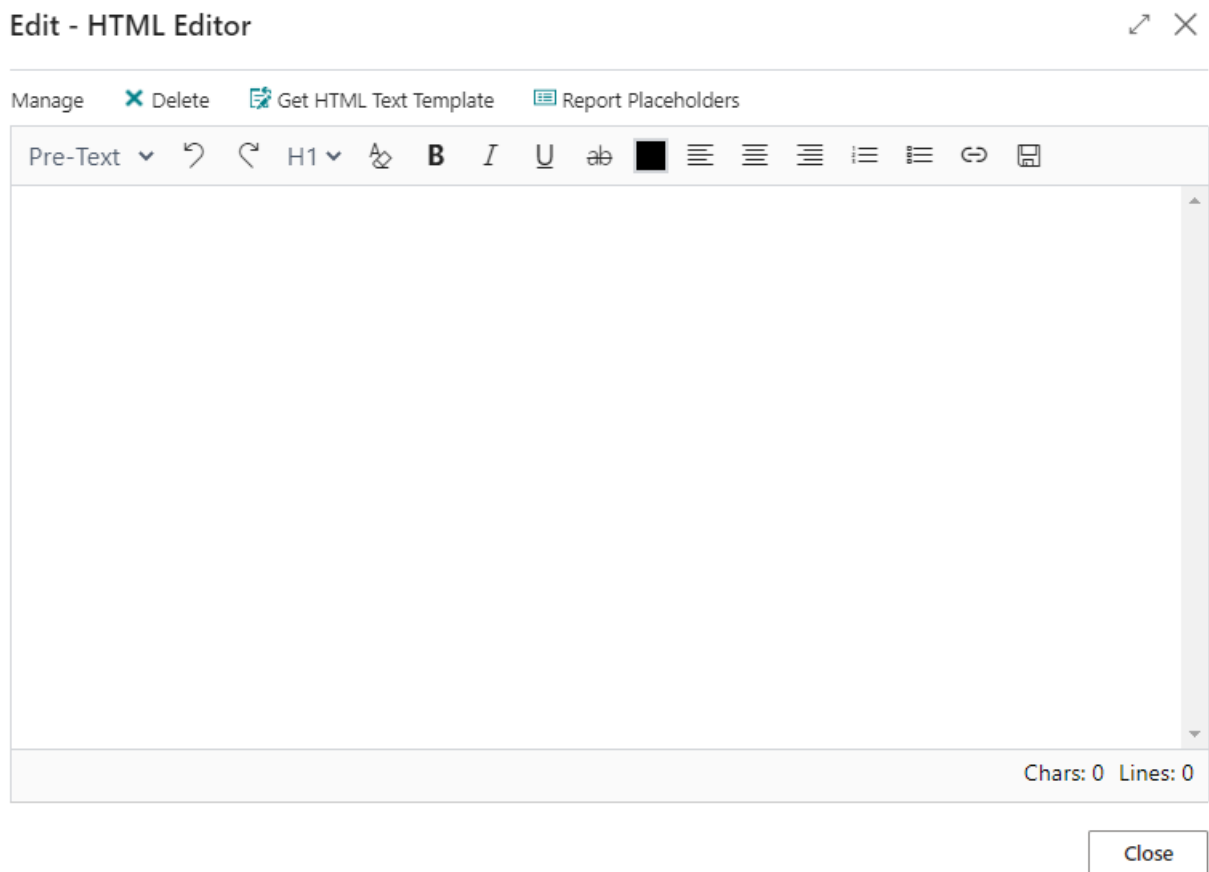 Edit - HTML Editor
Manage Delete Get HTML Text Template Report Placeholders
Pre-Text H1 A B I U ab
Chars: 0 Lines: 0
Close